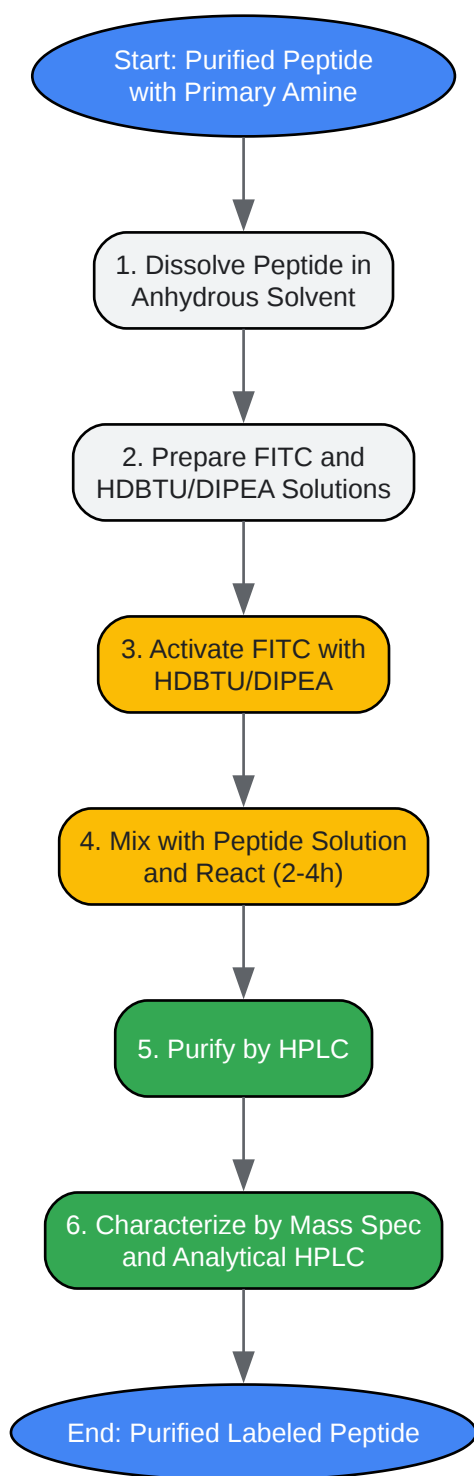 Start: Purified Peptide
with Primary Amine
1. Dissolve Peptide in
Anhydrous Solvent
2. Prepare FITC and
HDBTU/DIPEA Solutions
3. Activate FITC with
HDBTU/DIPEA
4. Mix with Peptide Solution
and React (2-4h)
5. Purify by HPLC
6. Characterize by Mass Spec
and Analytical HPLC
End: Purified Labeled Peptide